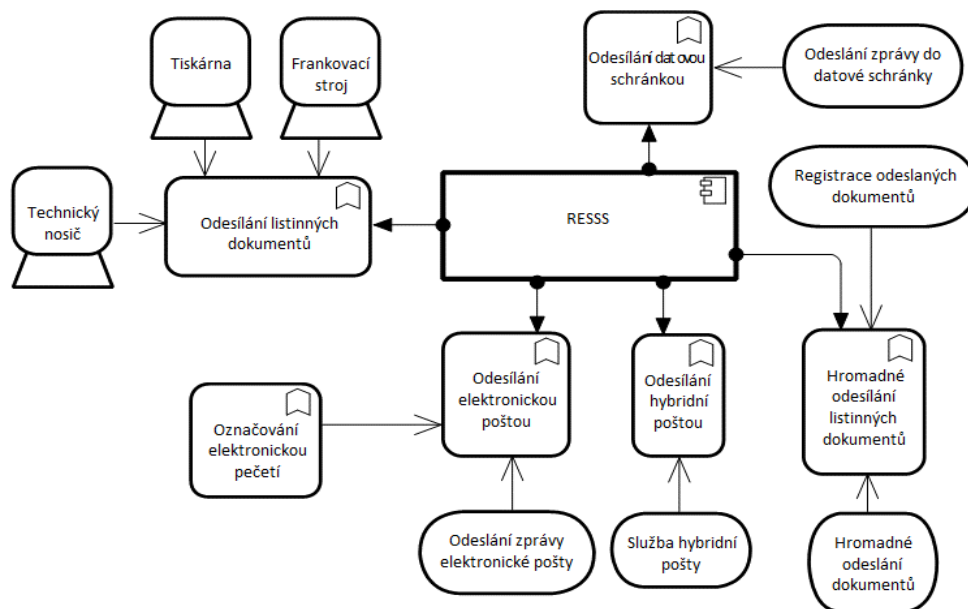 Tiskárna
Frankovací
stroj
Odesílání datovou
schránkou
Odeslání zprávy do
datové schránky
Technický
nosič
Odesílání listinných
dokumentů
RESSS
Registrace odeslaných
dokumentů
Označování
elektronickou
pečetí
Odesílání
elektronickou
poštou
Odesílání
hybridní
poštou
Hromadné
odesílání
listinných
dokumentů
Odeslání zprávy
elektronické pošty
Služba hybridní
pošty
Hromadné
odeslání
dokumentů